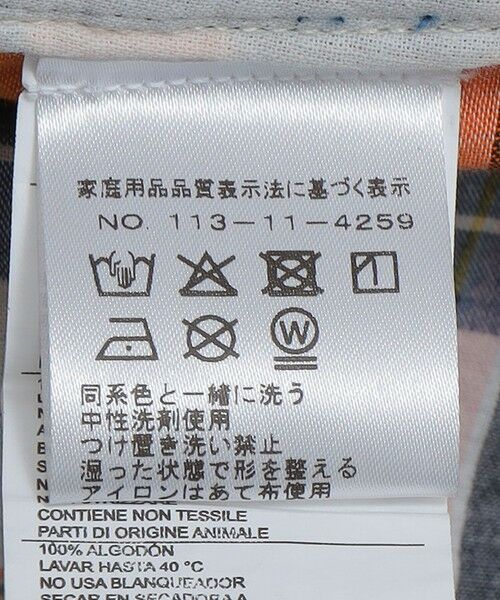 家庭用品品質表示法に基づく表示
NO. 113-11-4259
W
同系色と一緒に洗う
中性洗剤使用
つけ置き洗い禁止
湿った状態で形を整える
アイロンはあて布使用
CONTIENE NON TESSILE
PARTI DI ORIGINE ANIMALE
100% ALGODÓN
LAVAR HASTA 40 °C
NO USA BLANQUEADOR
SECAR EN SECADORA A